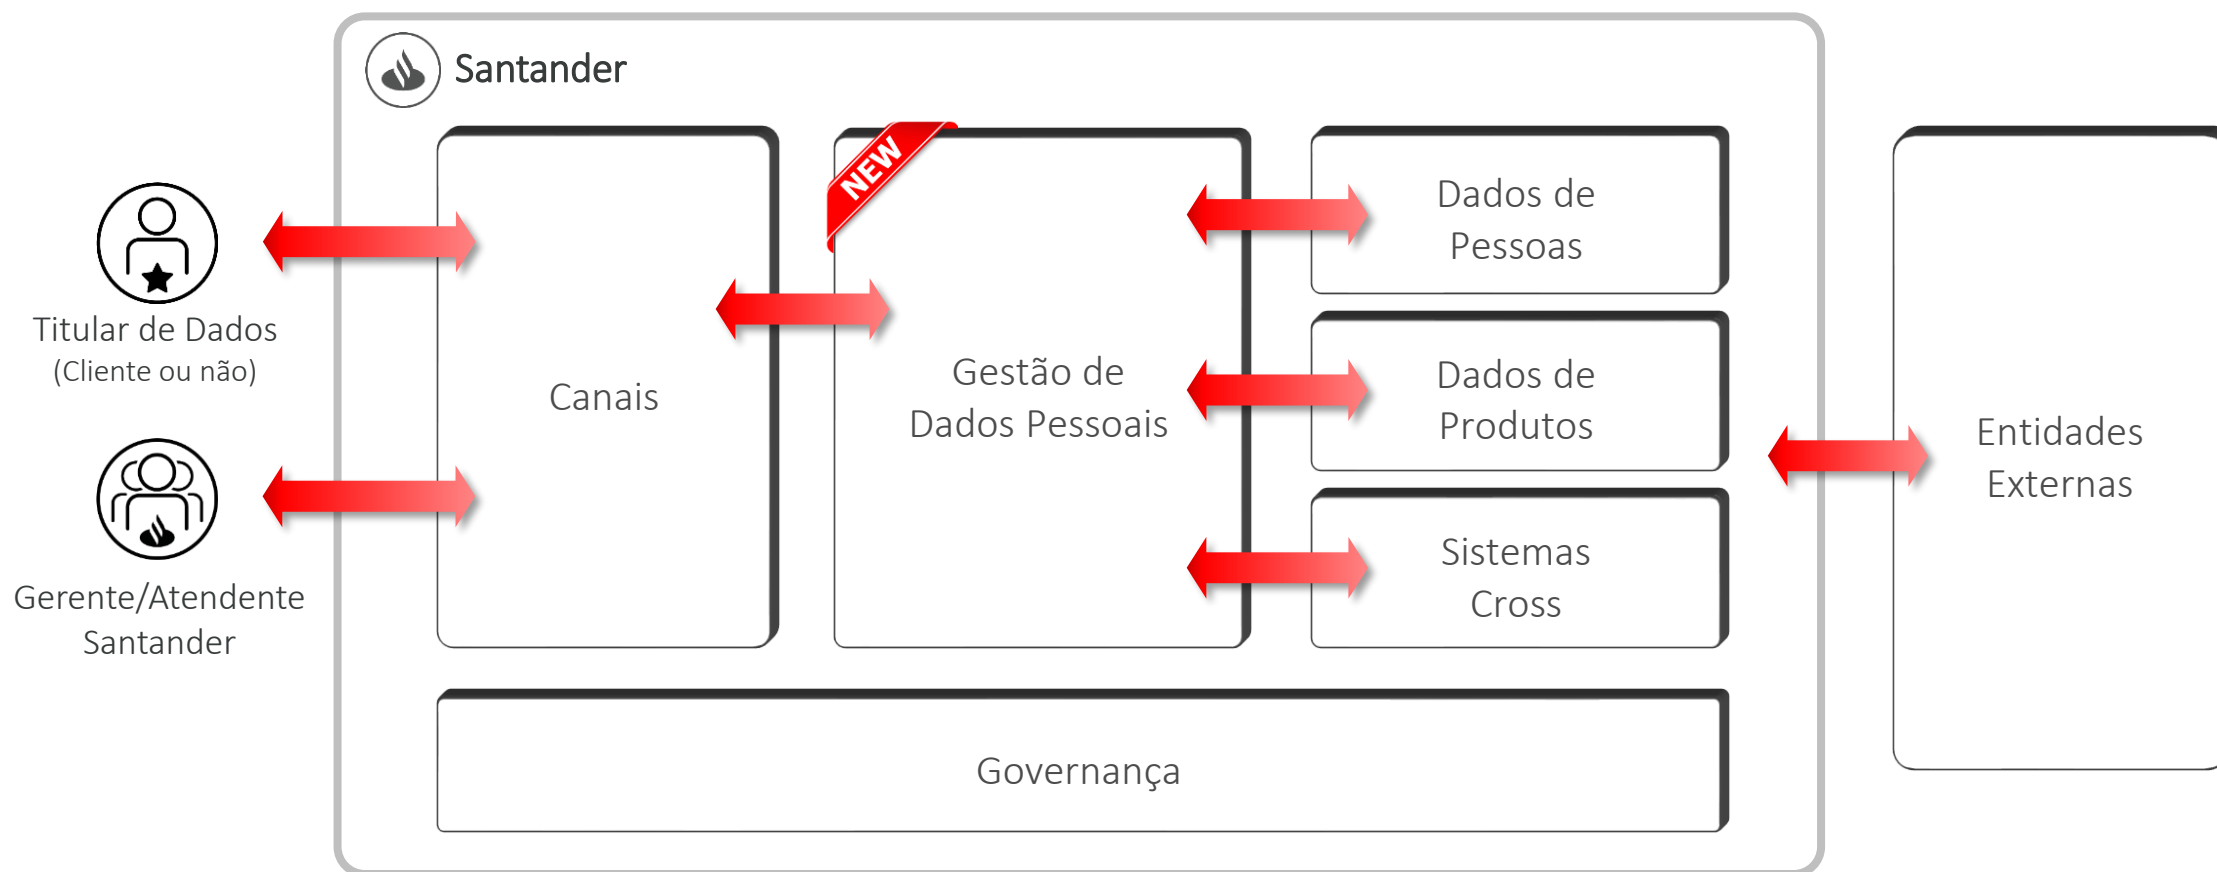 Santander
NEW
Titular de Dados
(Cliente ou não)
Gerente/Atendente
Santander
Canais
Gestão de
Dados Pessoais
Dados de
Pessoas
Dados de
Produtos
Sistemas
Cross
Entidades
Externas
Governança